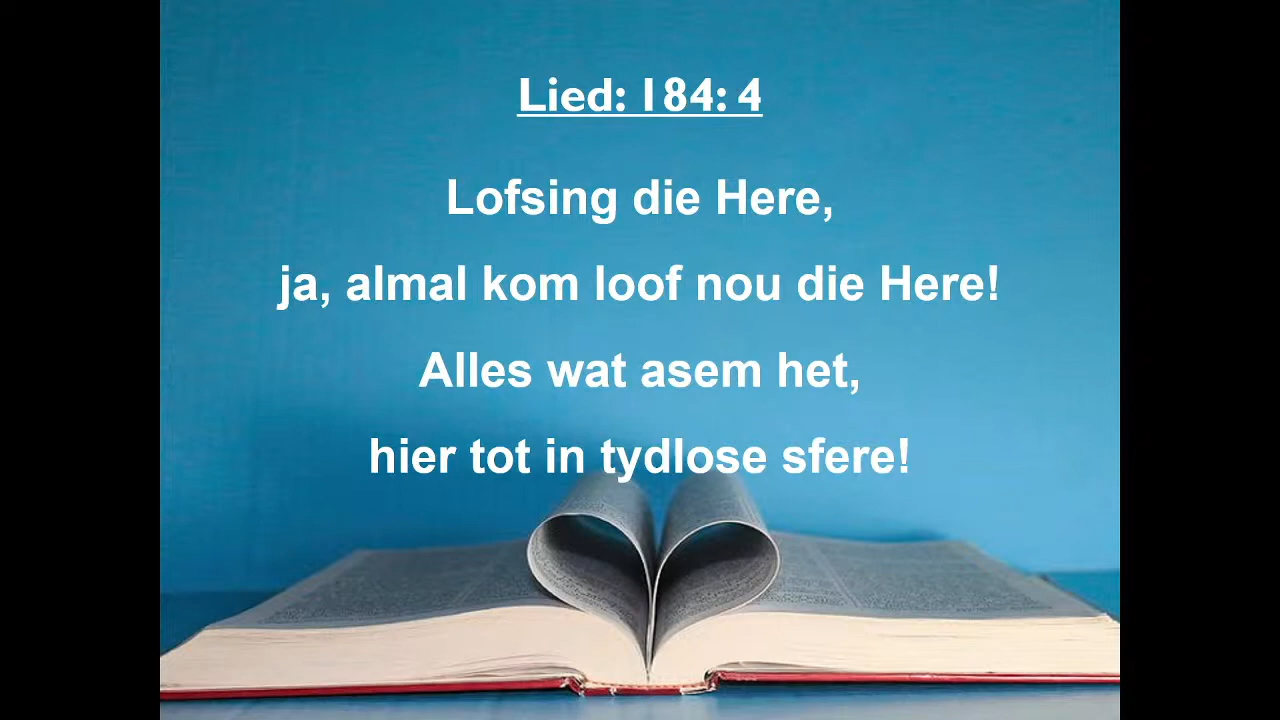 Lied: 184: 4
Lofsing die Here,
ja, almal kom loof nou die Here!
Alles wat asem het,
hier tot in tydlose sfere!